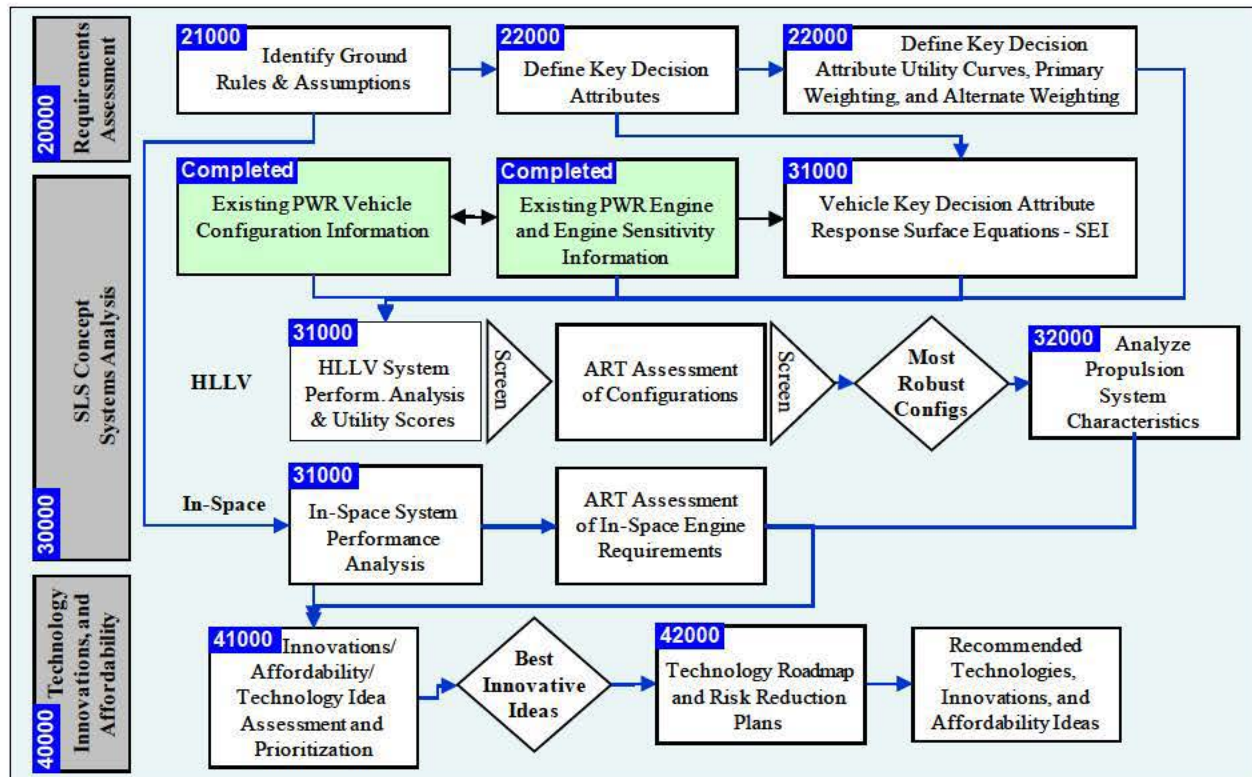 20000
Requirements
Assessment
21000
Identify Ground
Rules & Assumptions
22000
Define Key Decision
Attributes
22000
Define Key Decision
Attribute Utility Curves, Primary
Weighting, and Alternate Weighting
30000
SLS Concept
Systems Analysis
Completed
Existing PWR Vehicle
Configuration Information
Completed
Existing PWR Engine
and Engine Sensitivity
Information
31000
Vehicle Key Decision Attribute
Response Surface Equations - SEI
HLLV
31000
HLLV System
Perform. Analysis
& Utility Scores
Screen
ART Assessment
of Configurations
Screen
Most
Robust
Configs
32000
Analyze
Propulsion
System
Characteristics
In-Space
31000
In-Space System
Performance
Analysis
ART Assessment
of In-Space Engine
Requirements
40000
Technology
Innovations, and
Affordability
41000
Innovations/
Affordability/
Technology Idea
Assessment and
Prioritization
Best
Innovative
Ideas
42000
Technology Roadmap
and Risk Reduction
Plans
Recommended
Technologies,
Innovations, and
Affordability Ideas